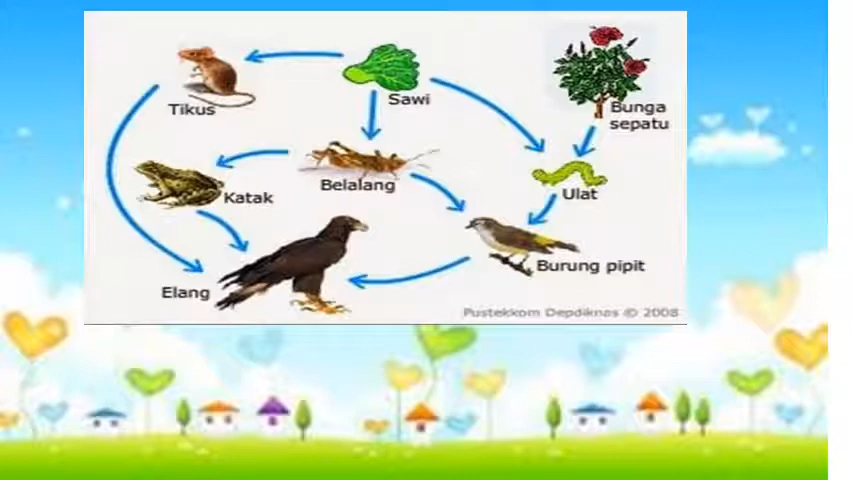 Tikus
Sawi
Bunga
sepatu
Belalang
Katak
Ulat
Burung pipit
Elang
Pustekkom Depdiknas © 2008